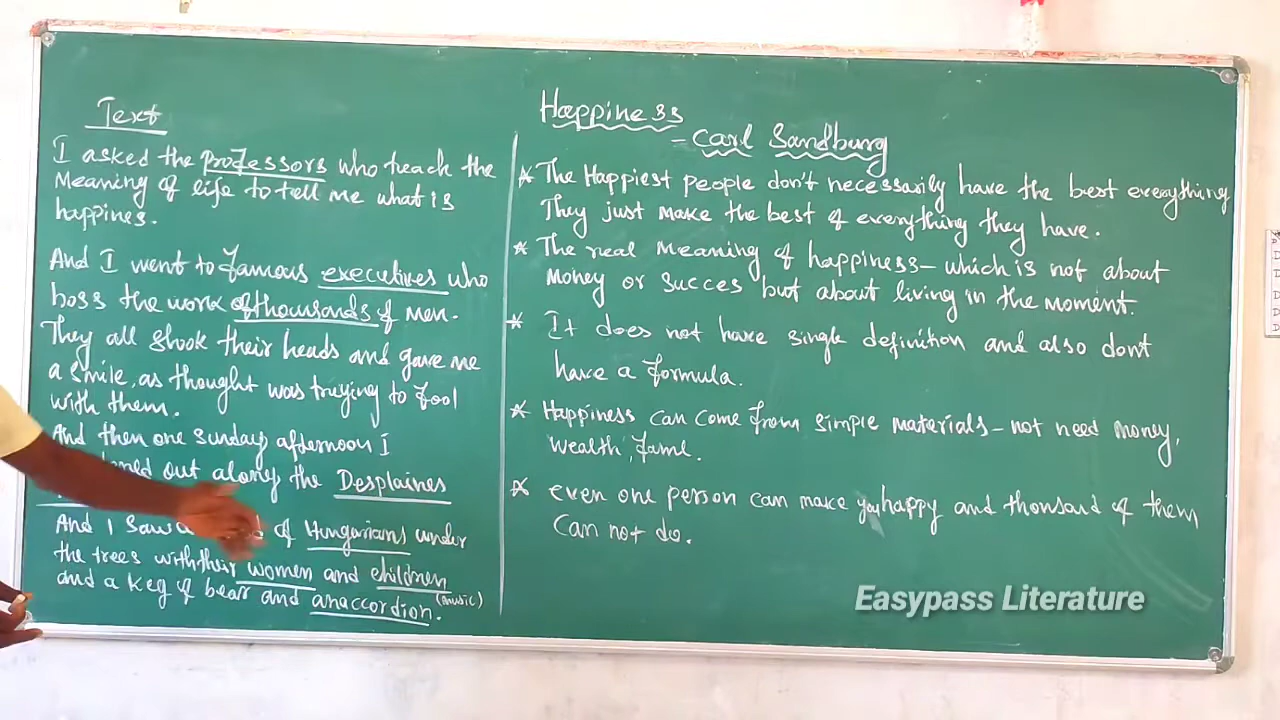 Text
I asked the professors who teach the
Meaning of life to tell me what is
happines.
And I went to famous executives who
boss the work of thousands of men.
They all shook their heads and gave me
a smile, as thought was treying to fool
with them.
And then one sunday afternoon I
out along the Desplaines
And I saw of Hungarians under
the trees with their women and children
and a keg of bear and anaccordion. (music)
Happiness
- Carl Sandburg
* The Happiest people don't necessarily have the best everything
They just make the best of everything they have.
* The real meaning of happiness - which is not about
Money or succes but about living in the moment.
* It does not have single definition and also dont
have a formula.
* Happiness can come from simple materials - not need money,
wealth, fame.
* even one person can make you happy and thousand of them
can not do.
Easypass Literature